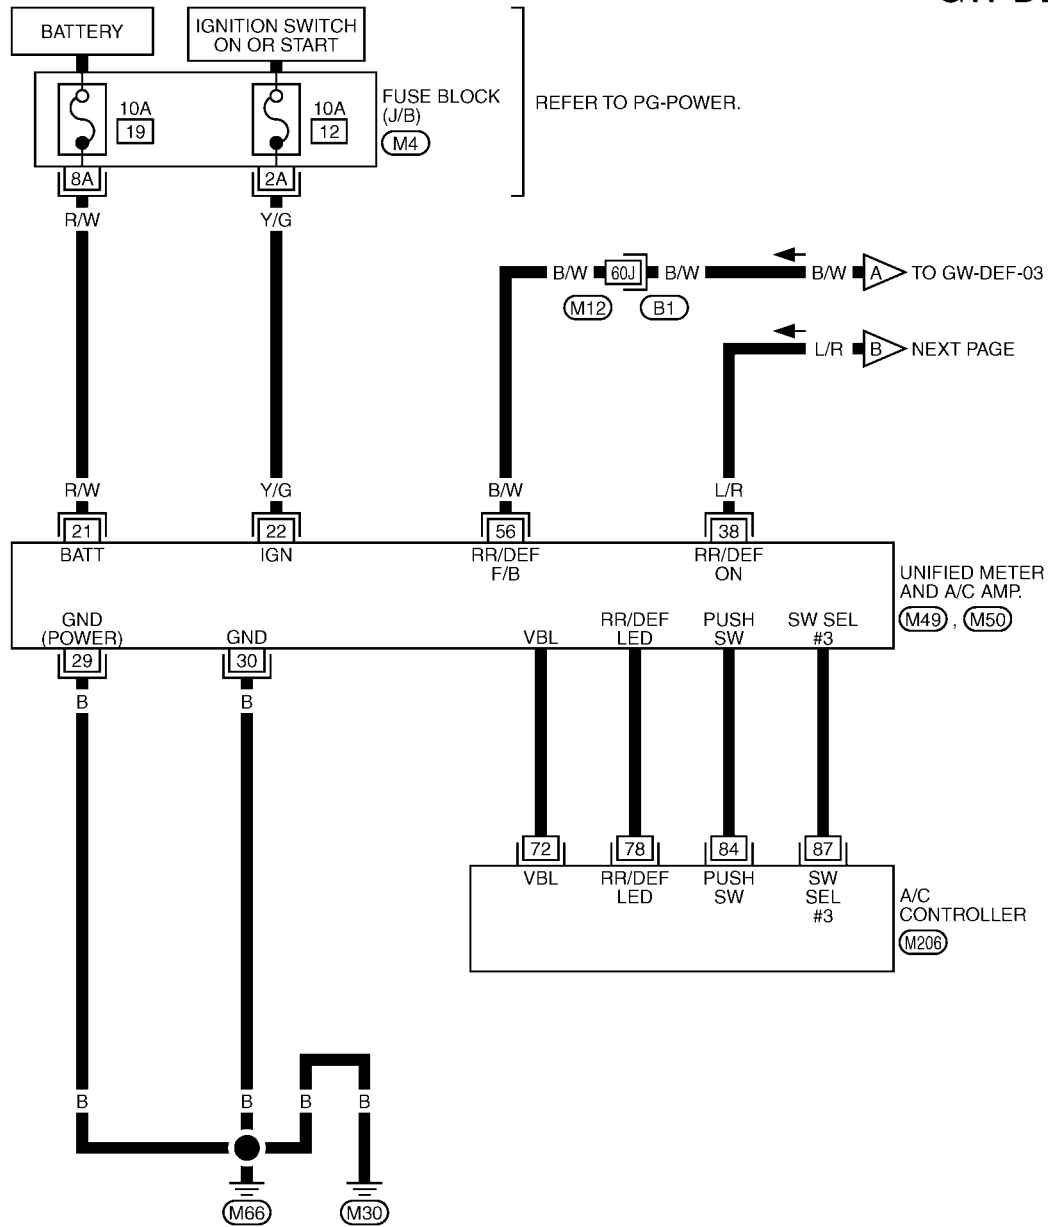 BATTERY
IGNITION SWITCH
ON OR START
10A
19
10A
12
FUSE BLOCK
(J/B)
M4
REFER TO PG-POWER.
8A
2A
R/W
Y/G
B/W
60J
B/W
B/W
A
TO GW-DEF-03
M12
B1
L/R
B
NEXT PAGE
R/W
Y/G
B/W
L/R
21
22
56
38
BATT
IGN
RR/DEF
F/B
RR/DEF
ON
UNIFIED METER
AND A/C AMP.
M49 , M50
GND
(POWER)
GND
VBL
RR/DEF
LED
PUSH
SW
SW SEL
#3
29
30
B
B
72
78
84
87
VBL
RR/DEF
LED
PUSH
SW
SW
SEL
#3
A/C
CONTROLLER
M206
B
B
B
B
M66
M30